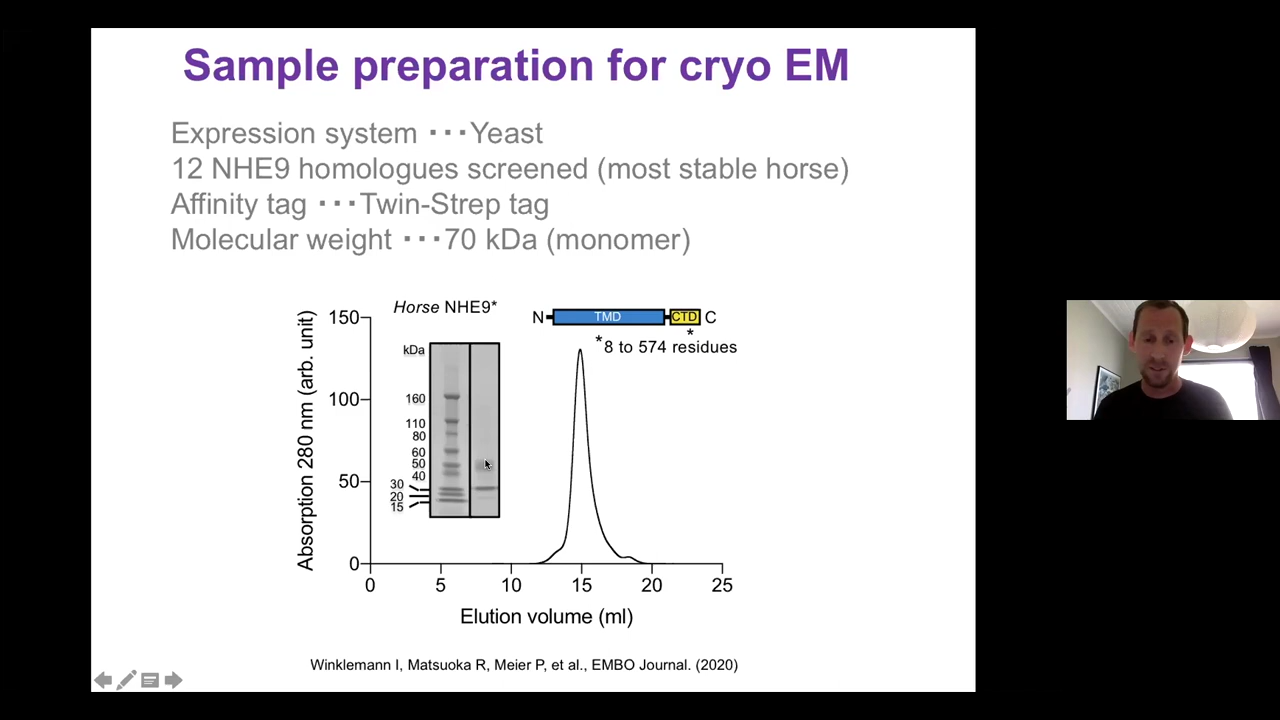 Sample preparation for cryo EM
Expression system ･･･Yeast
12 NHE9 homologues screened (most stable horse)
Affinity tag ･･･Twin-Strep tag
Molecular weight ･･･70 kDa (monomer)
Horse NHE9*
N TMD CTD C
*
*8 to 574 residues
kDa
160
110
80
60
50
40
30
20
15
Absorption 280 nm (arb. unit)
150
100
50
0
0 5 10 15 20 25
Elution volume (ml)
Winklemann I, Matsuoka R, Meier P, et al., EMBO Journal. (2020)